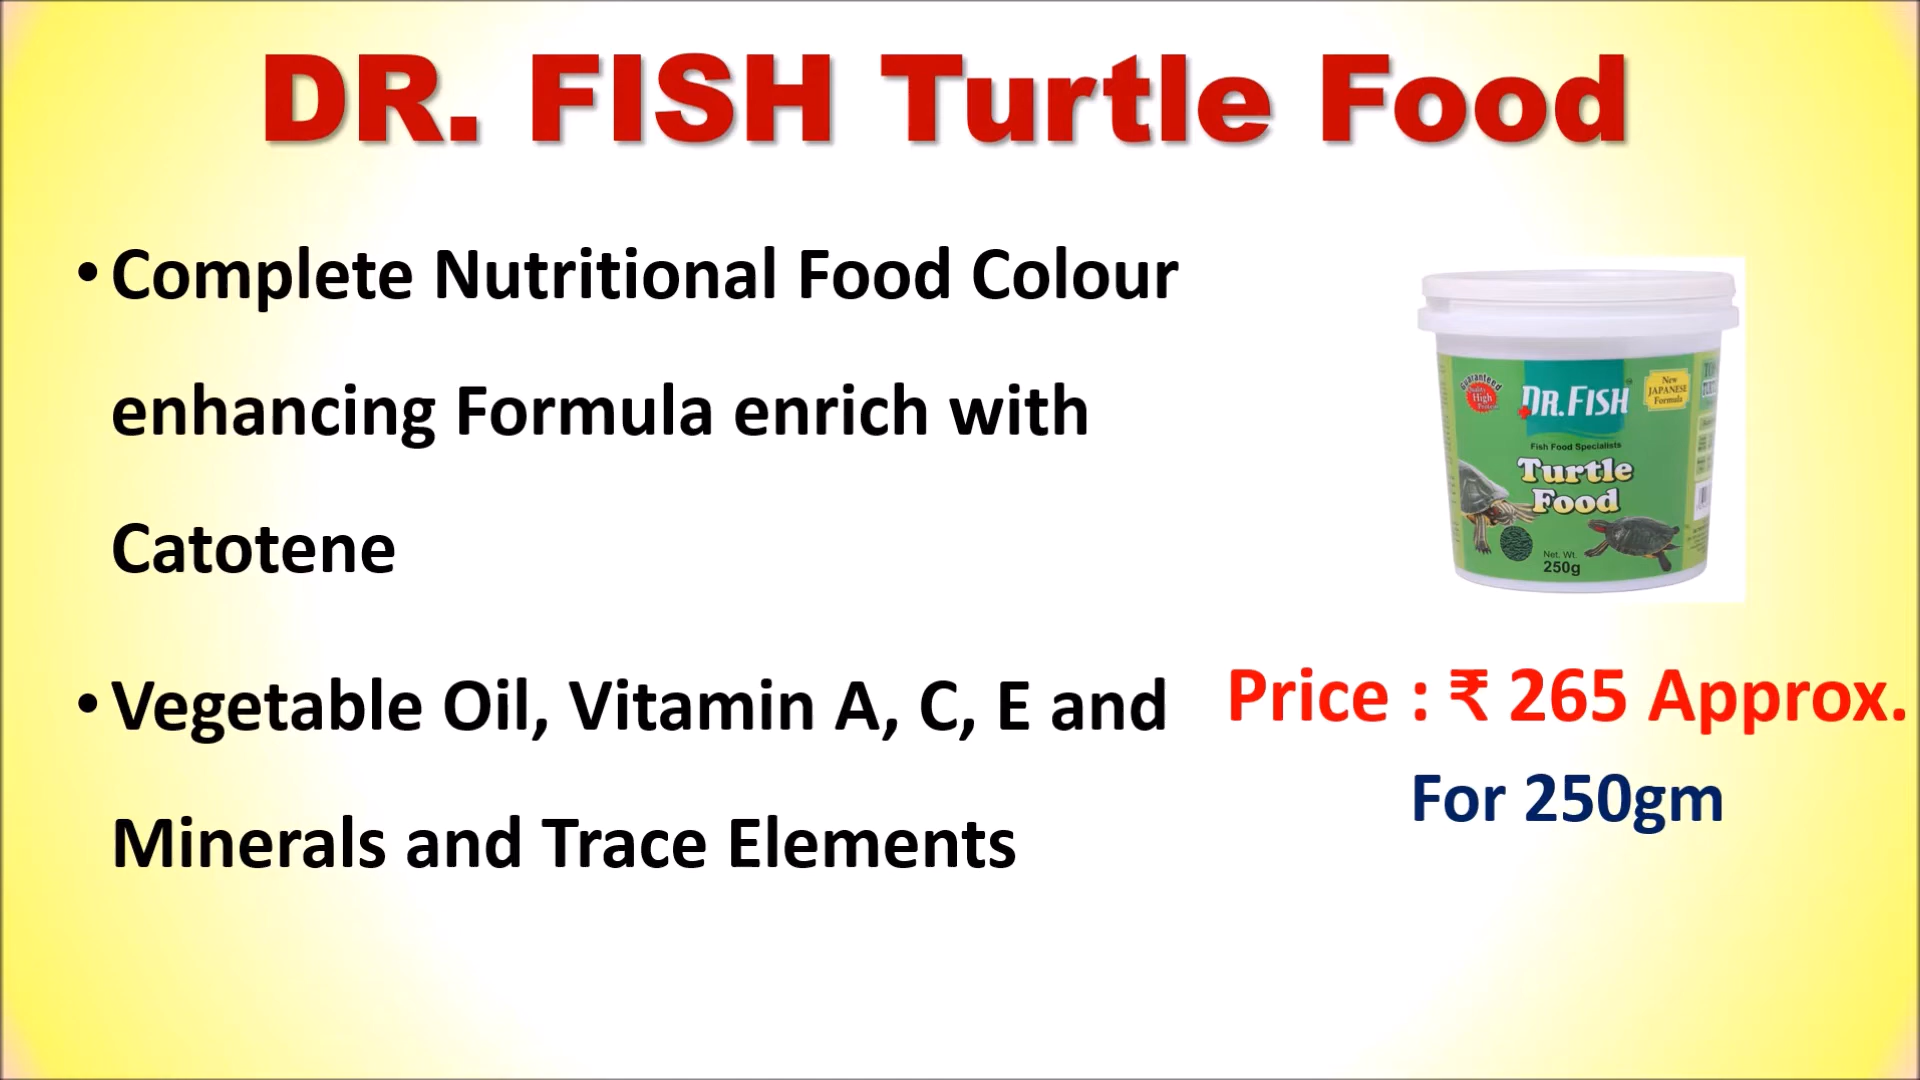 DR. FISH Turtle Food
• Complete Nutritional Food Colour
enhancing Formula enrich with
Catotene
• Vegetable Oil, Vitamin A, C, E and
Minerals and Trace Elements
Guaranteed
High
DR.FISH
New
JAPANESE
Formula
Fish Food Specialists
Turtle
Food
Net. Wt.
250g
Price : ₹ 265 Approx.
For 250gm